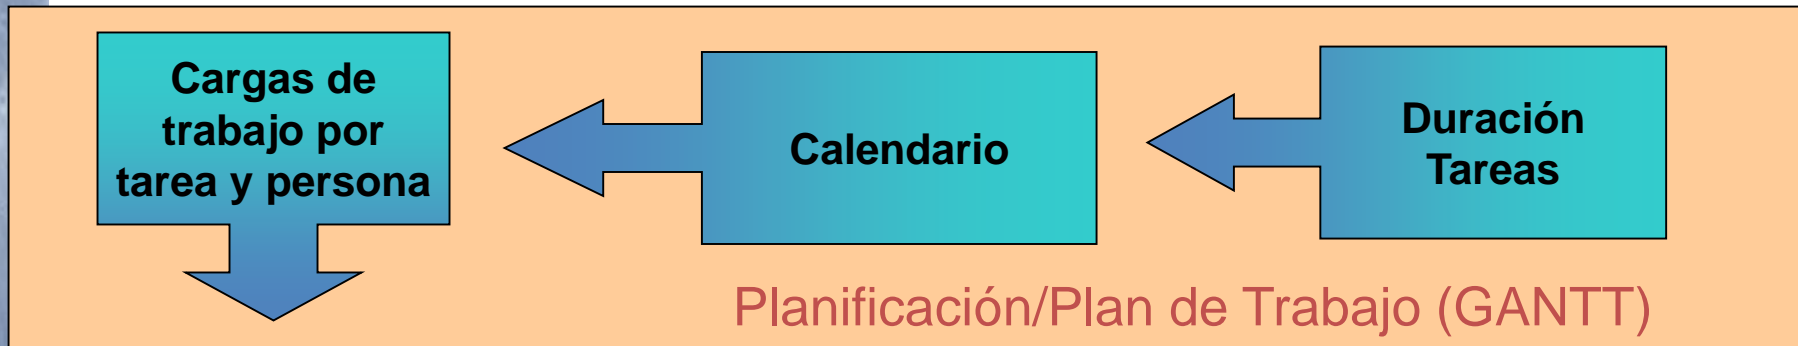 Cargas de
trabajo por
tarea y persona
Calendario
Duración
Tareas
Planificación/Plan de Trabajo (GANTT)